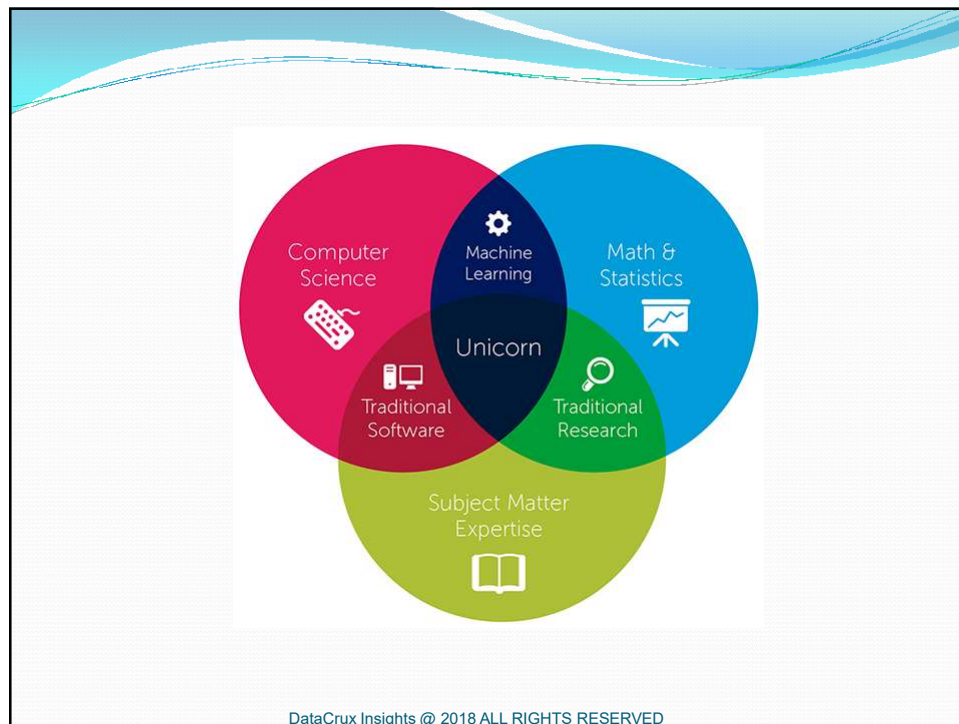 Computer
Science
Machine
Learning
Math &
Statistics
Unicorn
Traditional
Software
Traditional
Research
Subject Matter
Expertise
DataCrux Insights @ 2018 ALL RIGHTS RESERVED